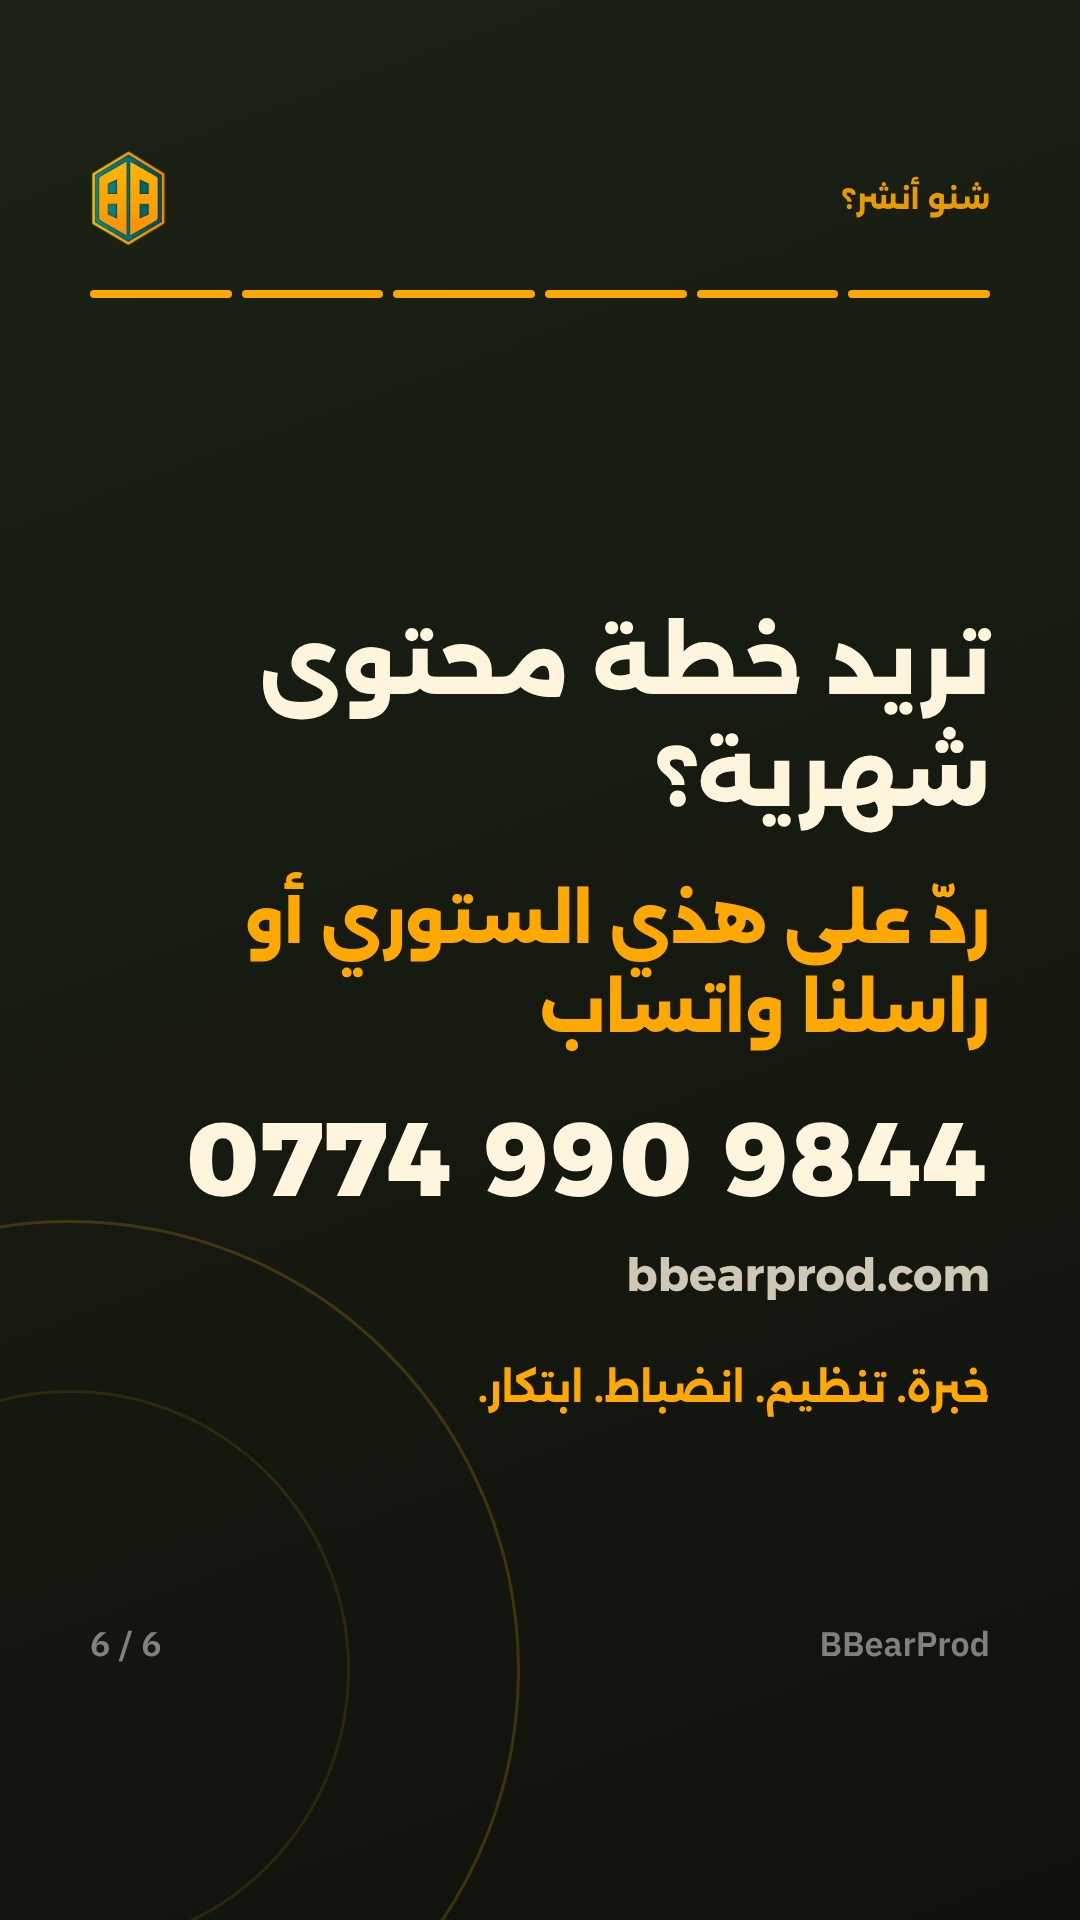 شنو أنشر؟
تريد خطة محتوى
شهرية؟
ردّ على هذي الستوري أو
راسلنا واتساب
0774 990 9844
bbearprod.com
خبرة. تنظيم. انضباط. ابتكار.
BBearProd
6 / 6